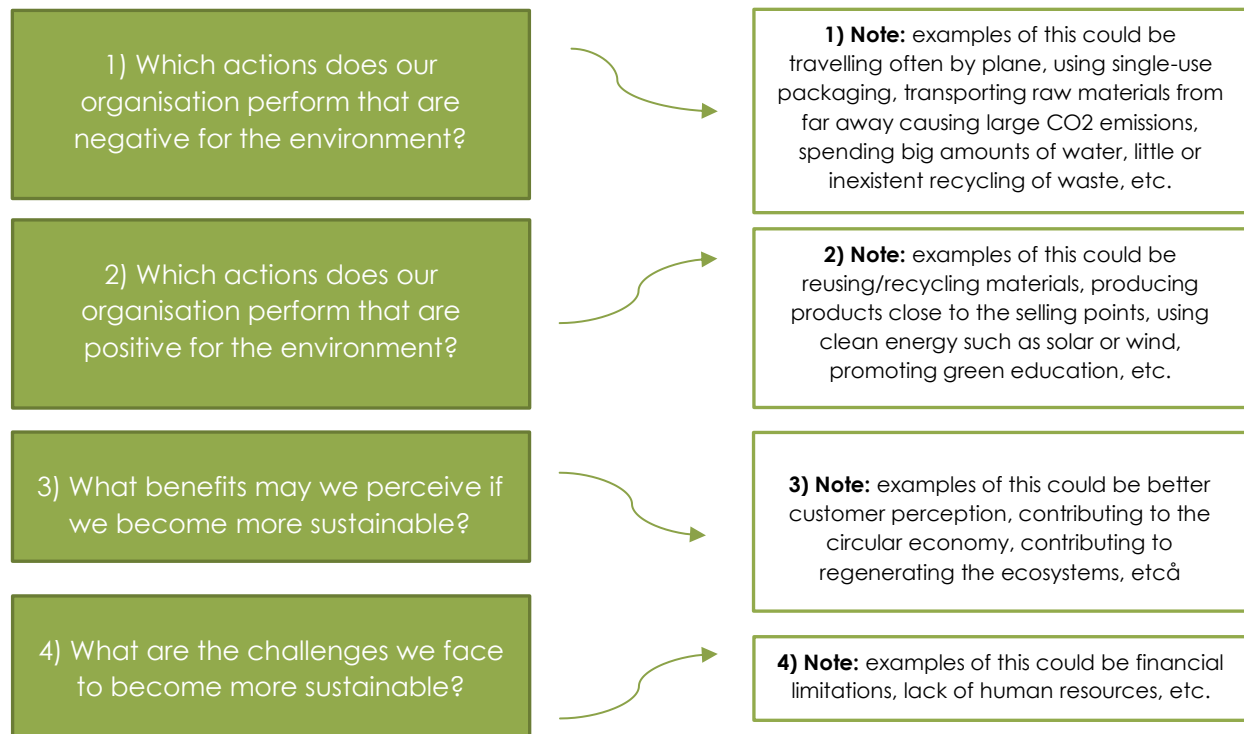 1) Which actions does our
organisation perform that are
negative for the environment?
1) Note: examples of this could be
travelling often by plane, using single-use
packaging, transporting raw materials from
far away causing large CO2 emissions,
spending big amounts of water, little or
inexistent recycling of waste, etc.
2) Which actions does our
organisation perform that are
positive for the environment?
2) Note: examples of this could be
reusing/recycling materials, producing
products close to the selling points, using
clean energy such as solar or wind,
promoting green education, etc.
3) What benefits may we perceive if
we become more sustainable?
3) Note: examples of this could be better
customer perception, contributing to the
circular economy, contributing to
regenerating the ecosystems, etcå
4) What are the challenges we face
to become more sustainable?
4) Note: examples of this could be financial
limitations, lack of human resources, etc.